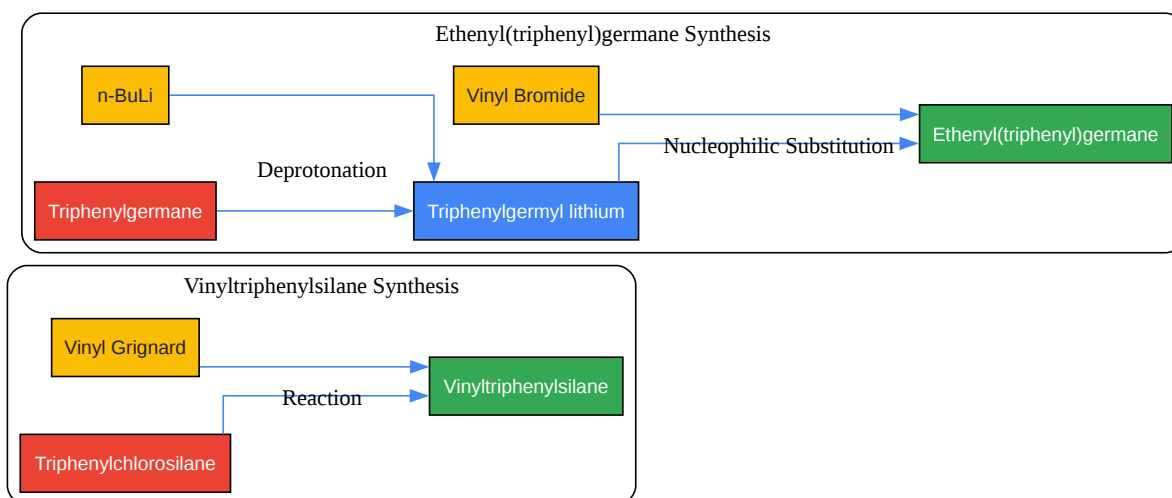 Ethenyl(triphenyl)germane Synthesis
n-BuLi
Vinyl Bromide
Ethenyl(triphenyl)germane
Nucleophilic Substitution
Deprotonation
Triphenylgermane
Triphenylgermyl lithium
Vinyltriphenylsilane Synthesis
Vinyl Grignard
Vinyltriphenylsilane
Reaction
Triphenylchlorosilane